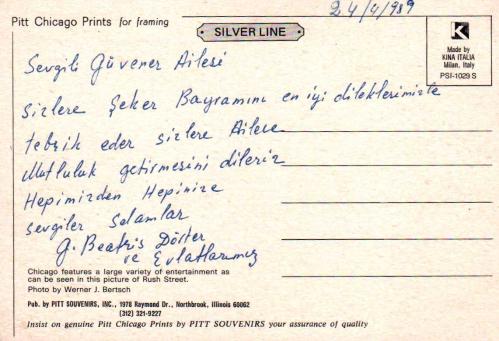 Pitt Chicago Prints for framing
SILVER LINE
24/4/989
K
Made by
KINA ITALIA
Milan, Italy
PSI-1029 S
Sevgili Güvener Ailesi
sizlere Şeker Bayramını en iyi dileklerimizle
tebrik eder sizlere Ailece
Mutluluk getirmesini dileriz
Hepimizden Hepinize
sevgiler Selamlar
G. Beatris
ve Evlatlarımız
Chicago features a large variety of entertainment as
can be seen in this picture of Rush Street.
Photo by Werner J. Bertsch
Pub. by PITT SOUVENIRS, INC., 1978 Raymond Dr., Northbrook, Illinois 60062
(312) 321-9227
Insist on genuine Pitt Chicago Prints by PITT SOUVENIRS your assurance of quality